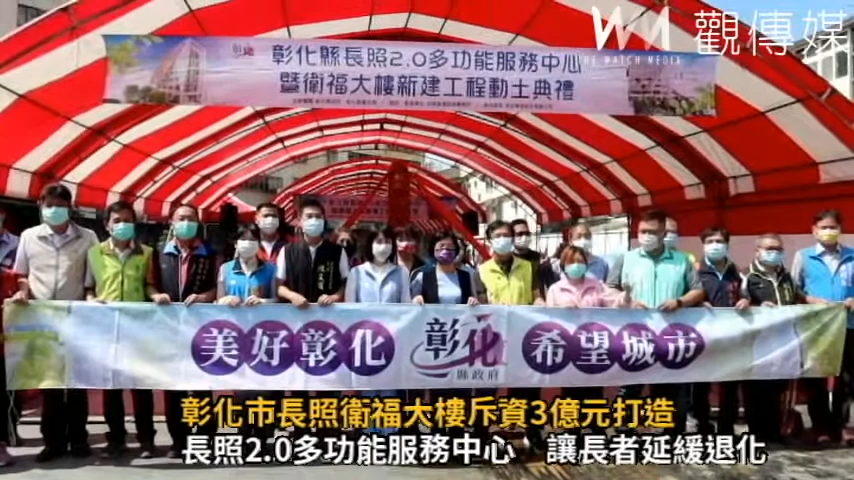 觀傳媒
THE WATCH MEDIA
彰化縣長照2.0多功能服務中心
暨衛福大樓新建工程動土典禮
美好彰化 彰化 縣政府 希望城市
彰化市長照衛福大樓斥資3億元打造
長照2.0多功能服務中心 讓長者延緩退化